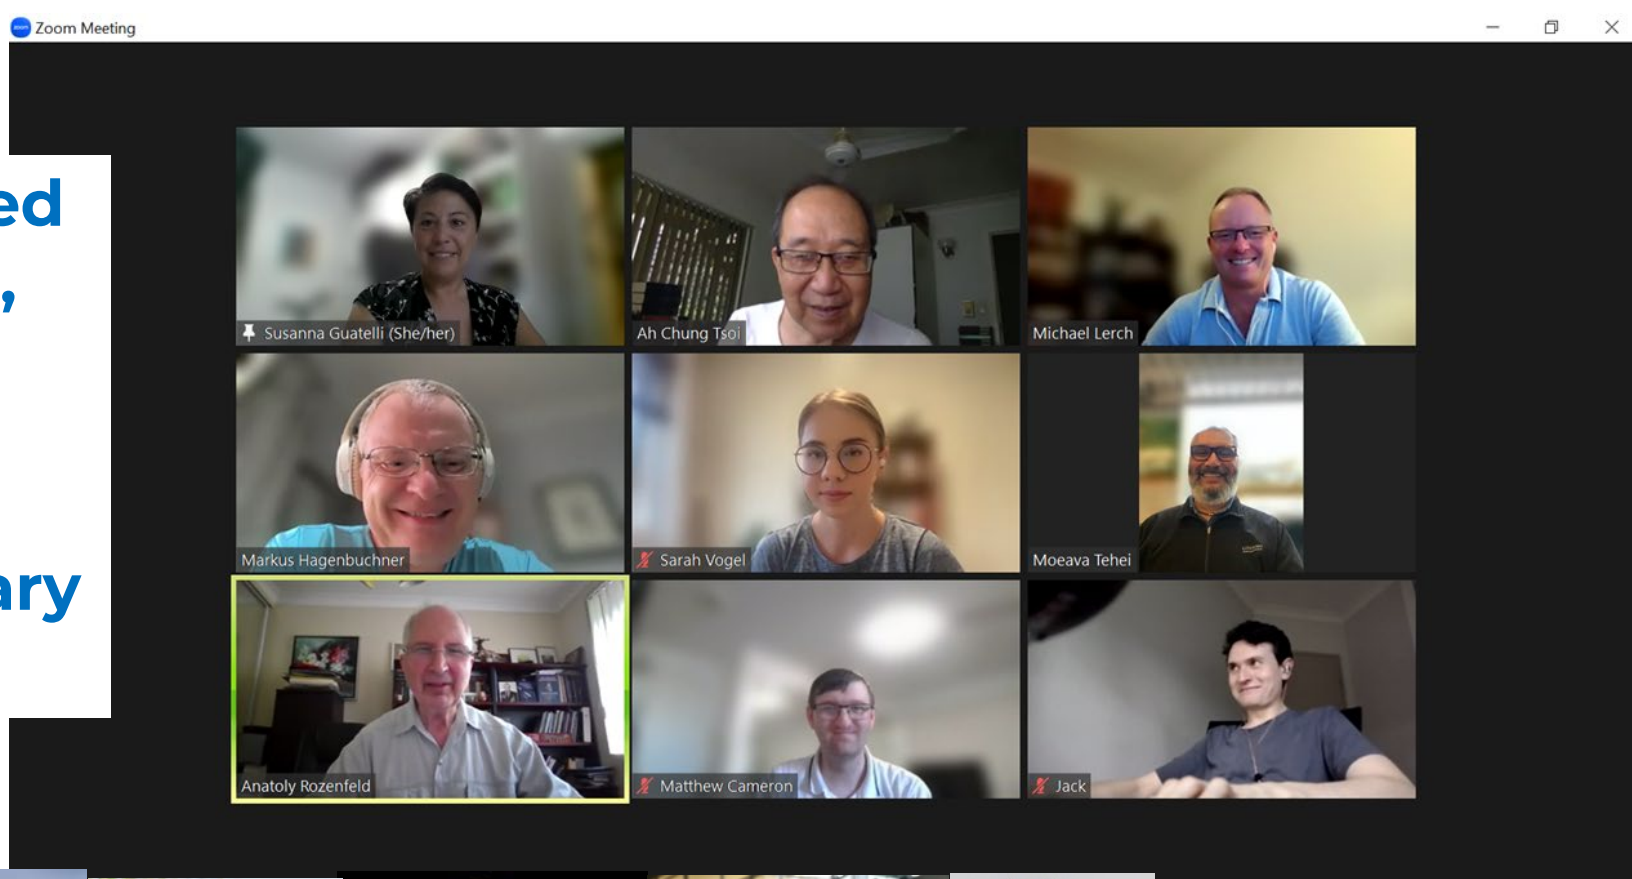 zoom Zoom Meeting
ed
,
ary
Susanna Guatelli (She/her)
Ah Chung Tsoi
Michael Lerch
Markus Hagenbuchner
Sarah Vogel
Moeava Tehei
Anatoly Rozenfeld
Matthew Cameron
Jack